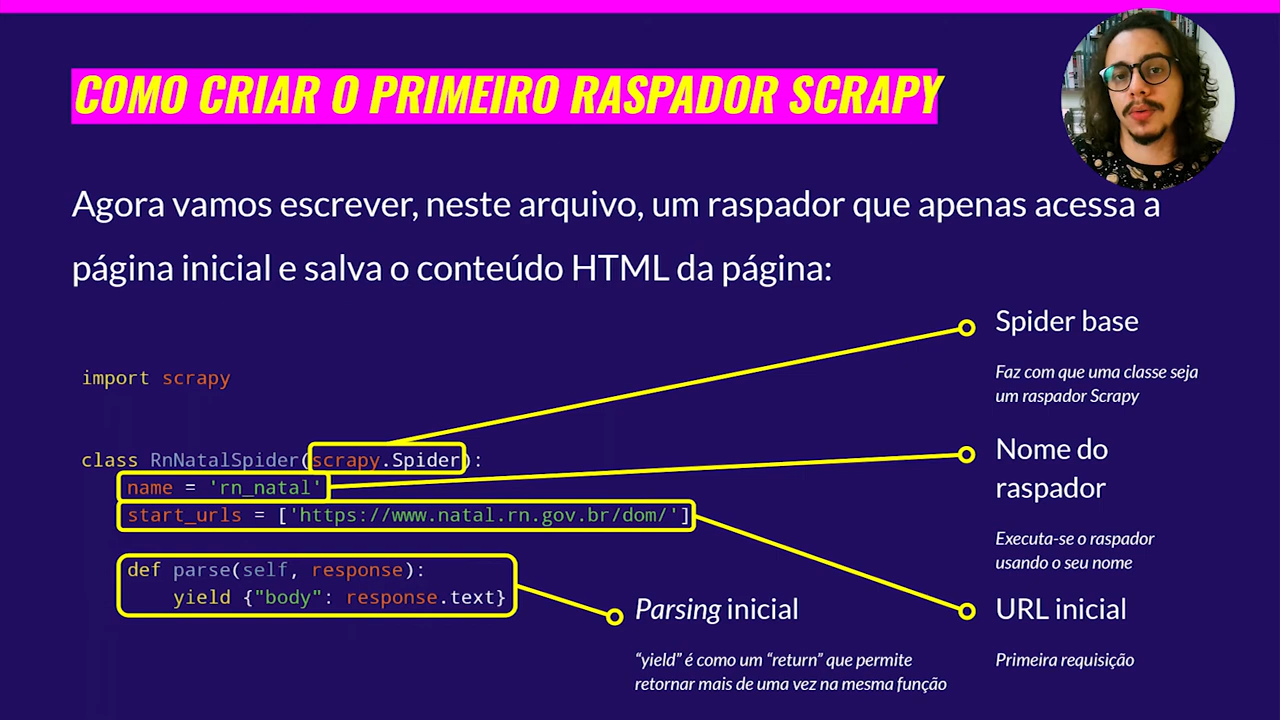 COMO CRIAR O PRIMEIRO RASPADOR SCRAPY
Agora vamos escrever, neste arquivo, um raspador que apenas acessa a
página inicial e salva o conteúdo HTML da página:
import scrapy
class RnNatalSpider(scrapy.Spider):
name = 'rn_natal'
start_urls = ['https://www.natal.rn.gov.br/dom/']
def parse(self, response):
yield {"body": response.text}
Spider base
Faz com que uma classe seja
um raspador Scrapy
Nome do
raspador
Executa-se o raspador
usando o seu nome
Parsing inicial
“yield” é como um “return” que permite
retornar mais de uma vez na mesma função
URL inicial
Primeira requisição